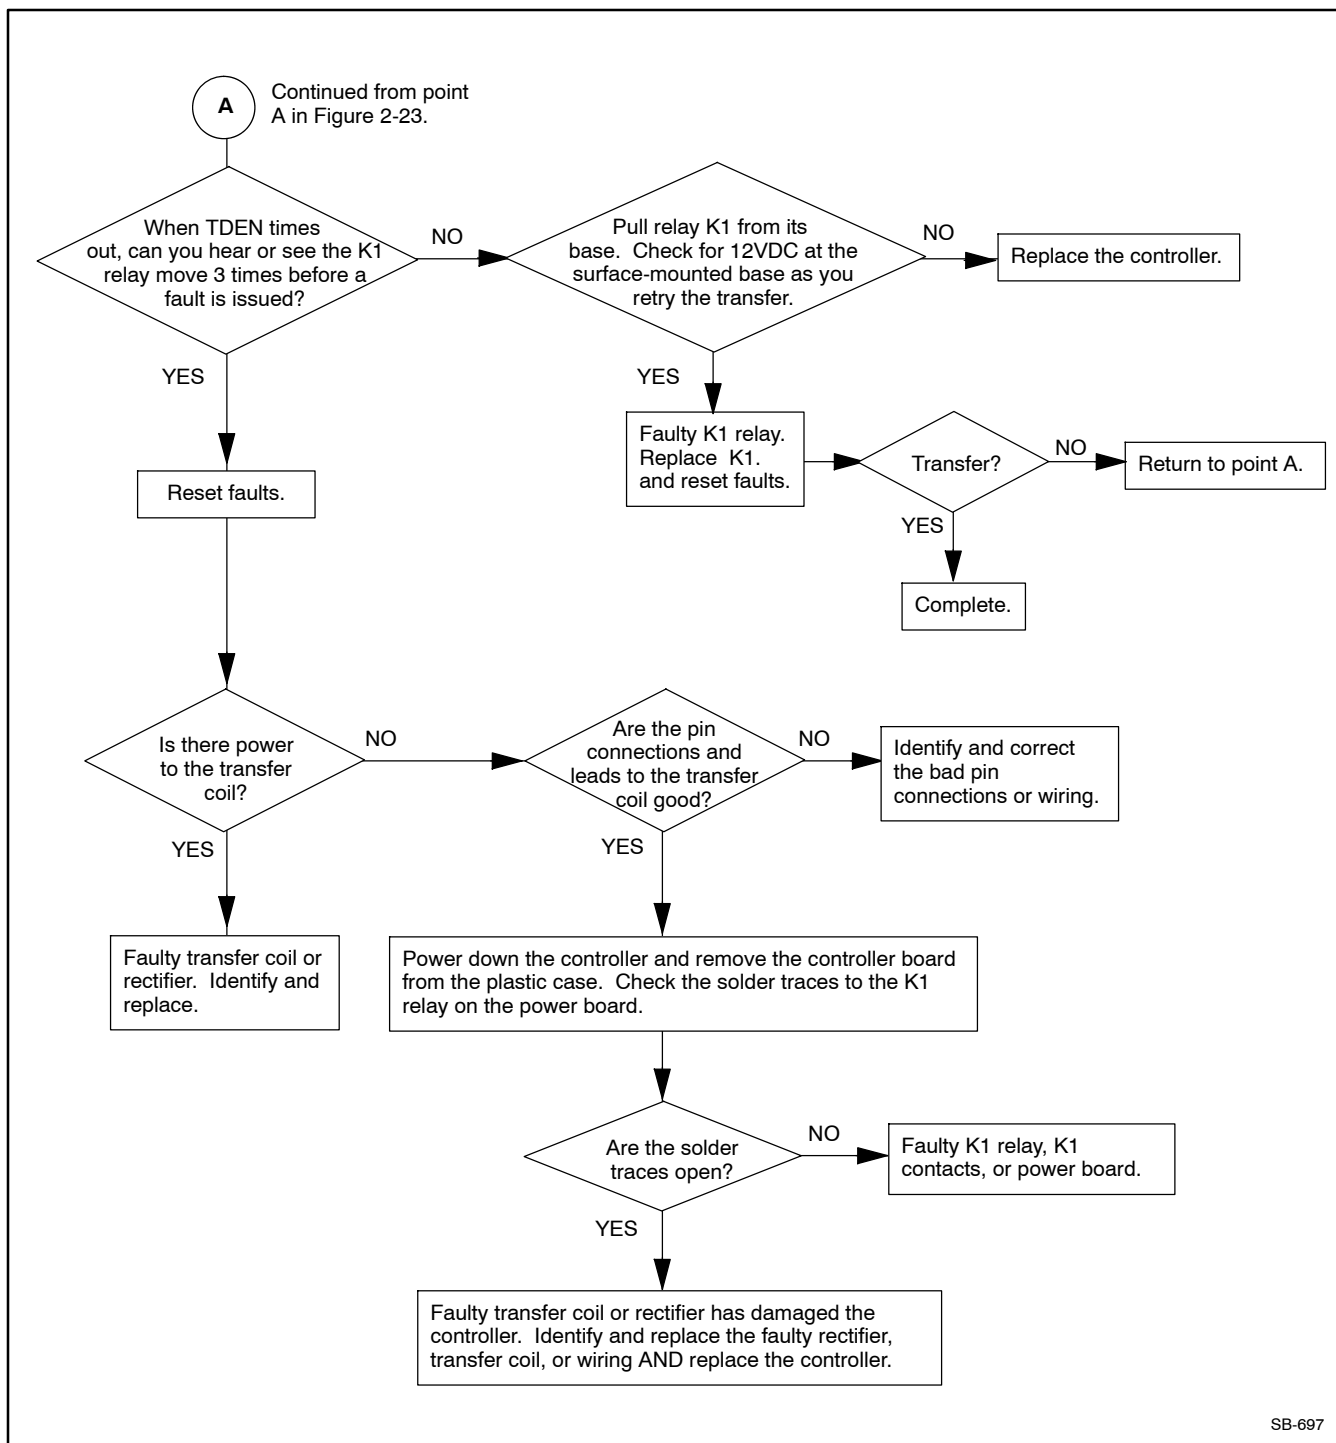 A
Continued from point
A in Figure 2-23.
When TDEN times
out, can you hear or see the K1
relay move 3 times before a
fault is issued?
NO
Pull relay K1 from its
base.  Check for 12VDC at the
surface-mounted base as you
retry the transfer.
NO
Replace the controller.
YES
YES
Faulty K1 relay.
Replace  K1.
and reset faults.
Transfer?
NO
Return to point A.
Reset faults.
YES
Complete.
Is there power
to the transfer
coil?
NO
Are the pin
connections and
leads to the transfer
coil good?
NO
Identify and correct
the bad pin
connections or wiring.
YES
YES
Faulty transfer coil or
rectifier.  Identify and
replace.
Power down the controller and remove the controller board
from the plastic case.  Check the solder traces to the K1
relay on the power board.
Are the solder
traces open?
NO
Faulty K1 relay, K1
contacts, or power board.
YES
Faulty transfer coil or rectifier has damaged the
controller.  Identify and replace the faulty rectifier,
transfer coil, or wiring AND replace the controller.
SB-697